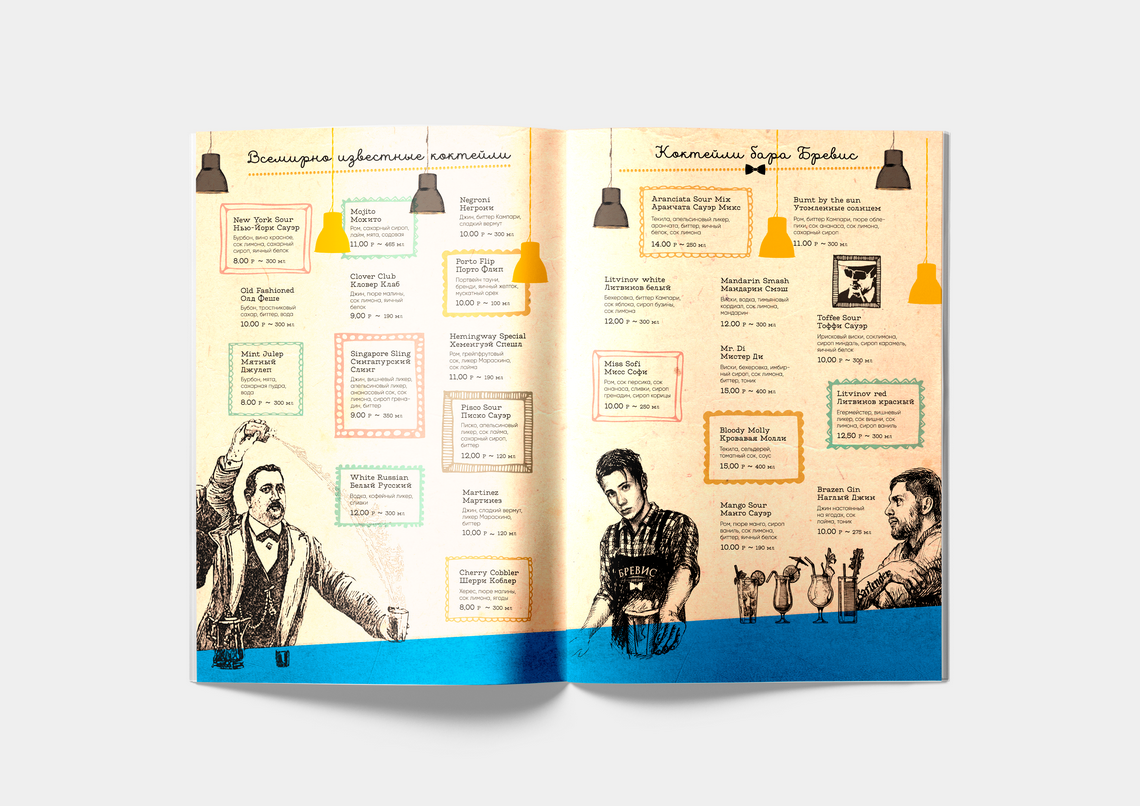 Всемирно известные коктейли
New York Sour
Нью-Йорк Сауэр
Бурбон, вино красное,
сок лимона, сахарный
сироп, яичный белок
8.00 Р ~ 300 мл
Old Fashioned
Олд Феше
Бубан, тростниковый
сахар, биттер, вода
10.00 Р ~ 300 мл
Mint Julep
Мятный
Джулеп
Бурбон, мята,
сахарная пудра,
вода
8.00 Р ~ 300 мл
Mojito
Мохито
Ром, сахарный сироп,
лайм, мята, содовая
11.00 Р ~ 465 мл
Clover Club
Кловер Клаб
Джин, пюре малины,
сок лимона, яичный
белок
9.00 Р ~ 190 мл
Singapore Sling
Сингапурский
Слинг
Джин, вишневый ликер,
апельсиновый ликер,
ананасовый сок, сок
лимона, сироп грена-
дин, биттер
9.00 Р ~ 350 мл
White Russian
Белый Русский
Водка, кофейный ликер,
сливки
12.00 Р ~ 300 мл
Negroni
Негрони
Джин, биттер Кампари,
сладкий вермут
10.00 Р ~ 300 мл
Porto Flip
Порто Флип
Портвейн тауни,
бренди, яичный желток,
мускатный орех
10.00 Р ~ 100 мл
Hemingway Special
Хеменгуэй Спешл
Ром, грейпфрутовый
сок, ликер Мараскина,
сок лайма
11.00 Р ~ 190 мл
Pisco Sour
Писко Сауэр
Писко, апельсиновый
ликер, сок лайма,
сахарный сироп,
биттер
12.00 Р ~ 120 мл
Martinez
Мартинез
Джин, сладкий вермут,
ликер Мараскина,
биттер
10.00 Р ~ 120 мл
Cherry Cobbler
Шерри Коблер
Херес, пюре малины,
сок лимона, ягоды
8.00 Р ~ 300 мл
Коктейли бара Бревис
Aranciata Sour Mix
Аранчата Сауэр Микс
Текила, апельсиновый ликер,
аранчата, биттер, яичный
белок, сок лимона
14.00 Р ~ 250 мл
Burnt by the sun
Утомленные солнцем
Ром, биттер Кампари, пюре обле-
пихи, сок ананаса, сок лимона,
сахарный сироп
11.00 Р ~ 300 мл
Litvinov white
Литвинов белый
Бехеровка, биттер Кампари,
сок яблока, сироп бузины,
сок лимона
12.00 Р ~ 300 мл
Mandarin Smash
Мандарин Смэш
Виски, водка, тимьяновый
кордиал, сок лимона,
мандарин
12.00 Р ~ 300 мл
Toffee Sour
Тоффи Сауэр
Ирисковый виски, соклимона,
сироп миндаль, сироп карамель,
яичный белок
10.00 Р ~ 300 мл
Miss Sofi
Мисс Софи
Ром, сок персика, сок
ананаса, сливки, сироп
гренадин, сироп корицы
10.00 Р ~ 250 мл
Mr. Di
Мистер Ди
Виски, бехеровка, имбир-
ный сироп, сок лимона,
биттер, тоник
15.00 Р ~ 400 мл
Litvinov red
Литвинов красный
Егермейстер, вишневый
ликер, сок вишни, сок
лимона, сироп ваниль
12.50 Р ~ 300 мл
Bloody Molly
Кровавая Молли
Текила, сельдерей,
томатный сок, соус
15.00 Р ~ 400 мл
Mango Sour
Манго Сауэр
Ром, пюре манго, сироп
ваниль, сок лимона,
биттер, яичный белок
10.00 Р ~ 190 мл
Brazen Gin
Наглый Джин
Джин настоянный
на ягодах, сок
лайма, тоник
10.00 Р ~ 275 мл
БРЕВИС
Bartender